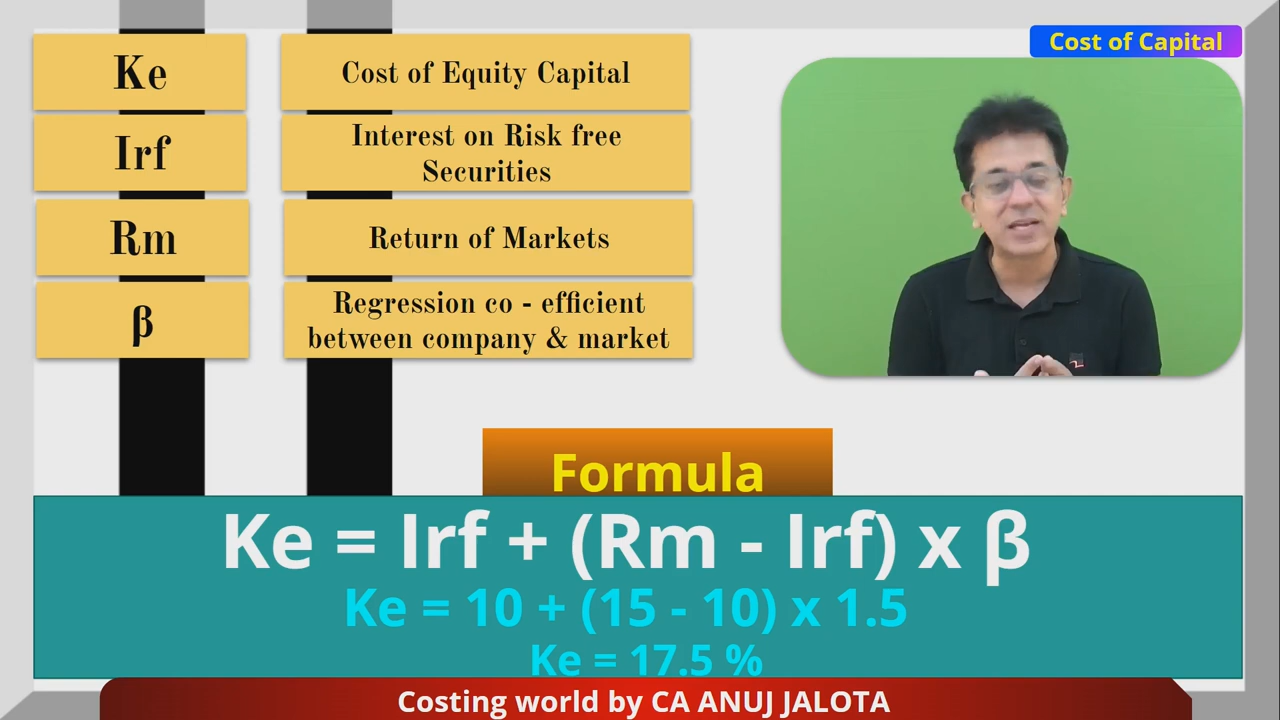 Cost of Capital
Ke
Cost of Equity Capital
Irf
Interest on Risk free
Securities
Rm
Return of Markets
β
Regression co - efficient
between company & market
Formula
Ke = Irf + (Rm - Irf) x β
Ke = 10 + (15 - 10) x 1.5
Ke = 17.5 %
Costing world by CA ANUJ JALOTA